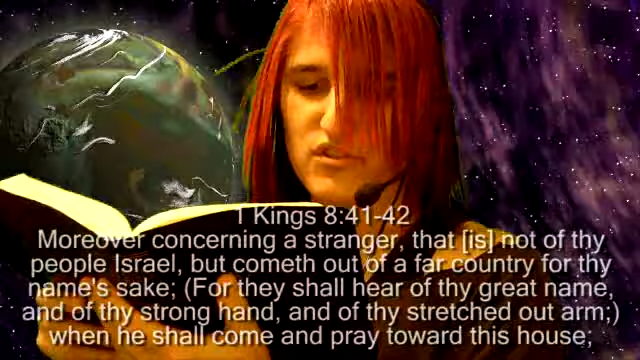 I Kings 8:41-42
Moreover concerning a stranger, that [is] not of thy
people Israel, but cometh out of a far country for thy
name's sake; (For they shall hear of thy great name,
and of thy strong hand, and of thy stretched out arm;)
when he shall come and pray toward this house;